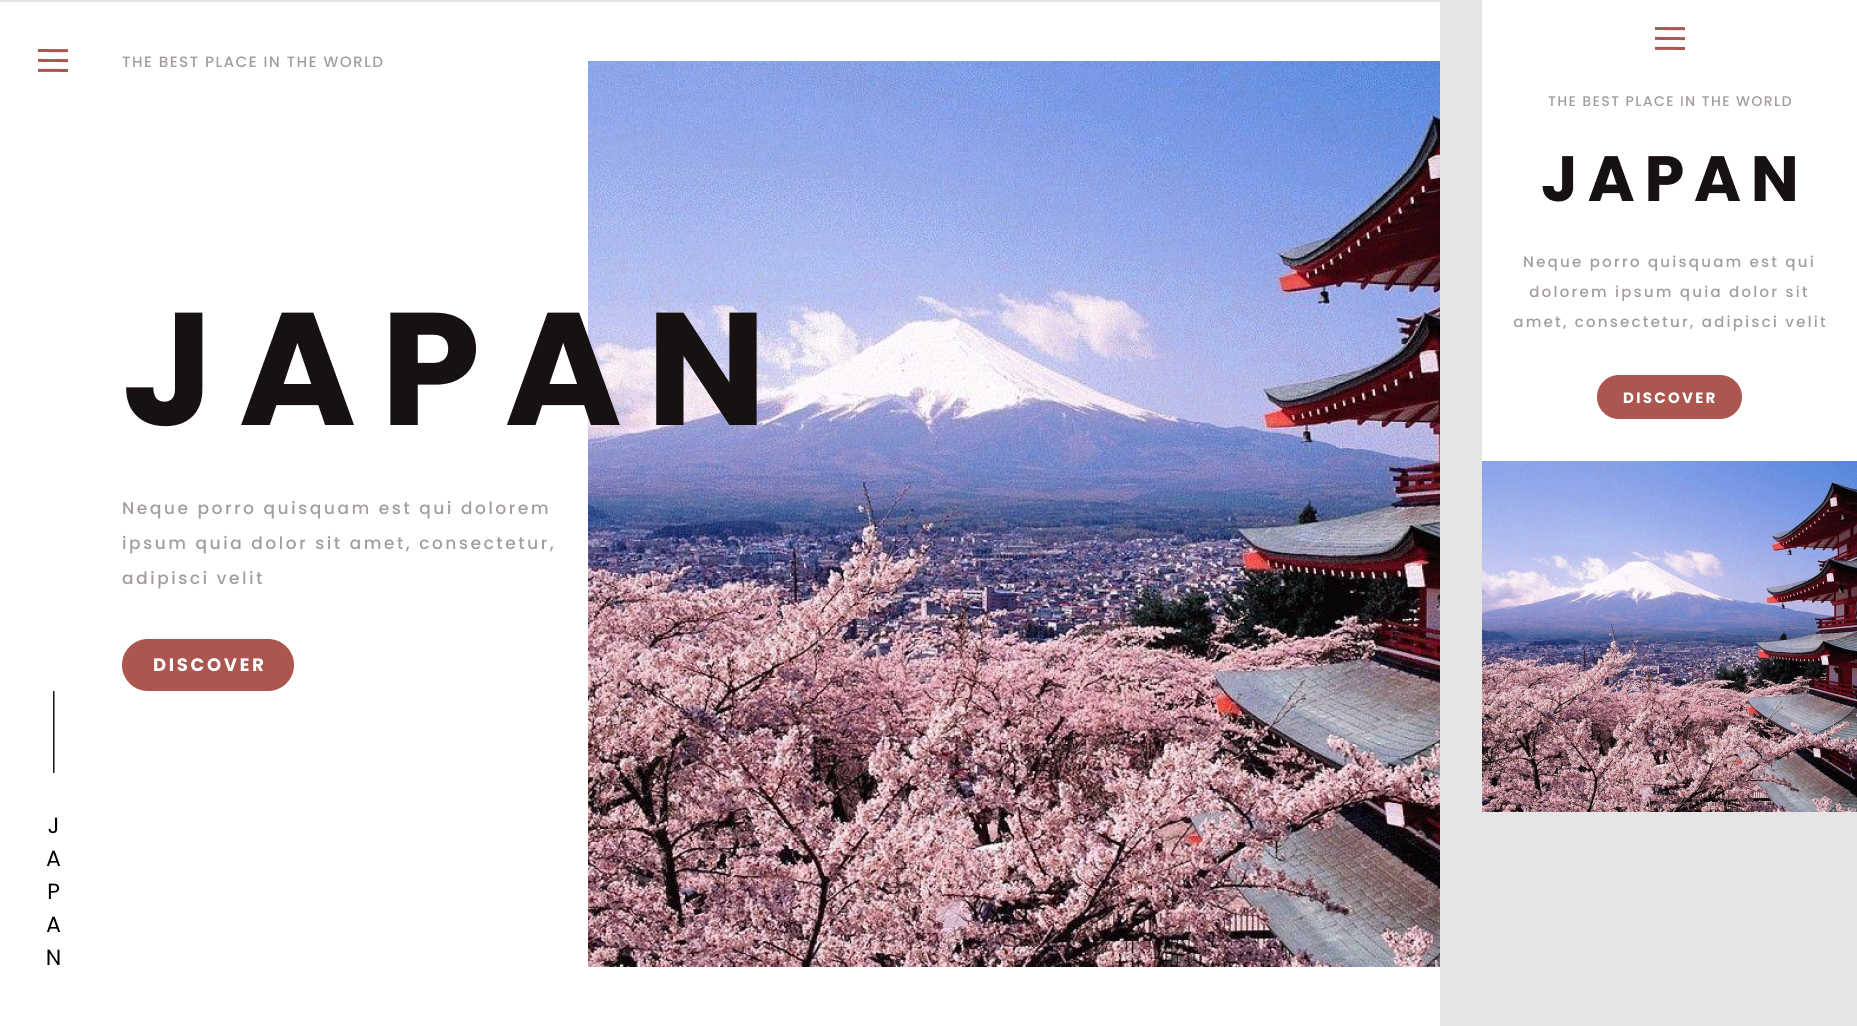 THE BEST PLACE IN THE WORLD
JAPAN
Neque porro quisquam est qui dolorem
ipsum quia dolor sit amet, consectetur,
adipisci velit
DISCOVER
J
A
P
A
N
THE BEST PLACE IN THE WORLD
JAPAN
Neque porro quisquam est qui
dolorem ipsum quia dolor sit
amet, consectetur, adipisci velit
DISCOVER